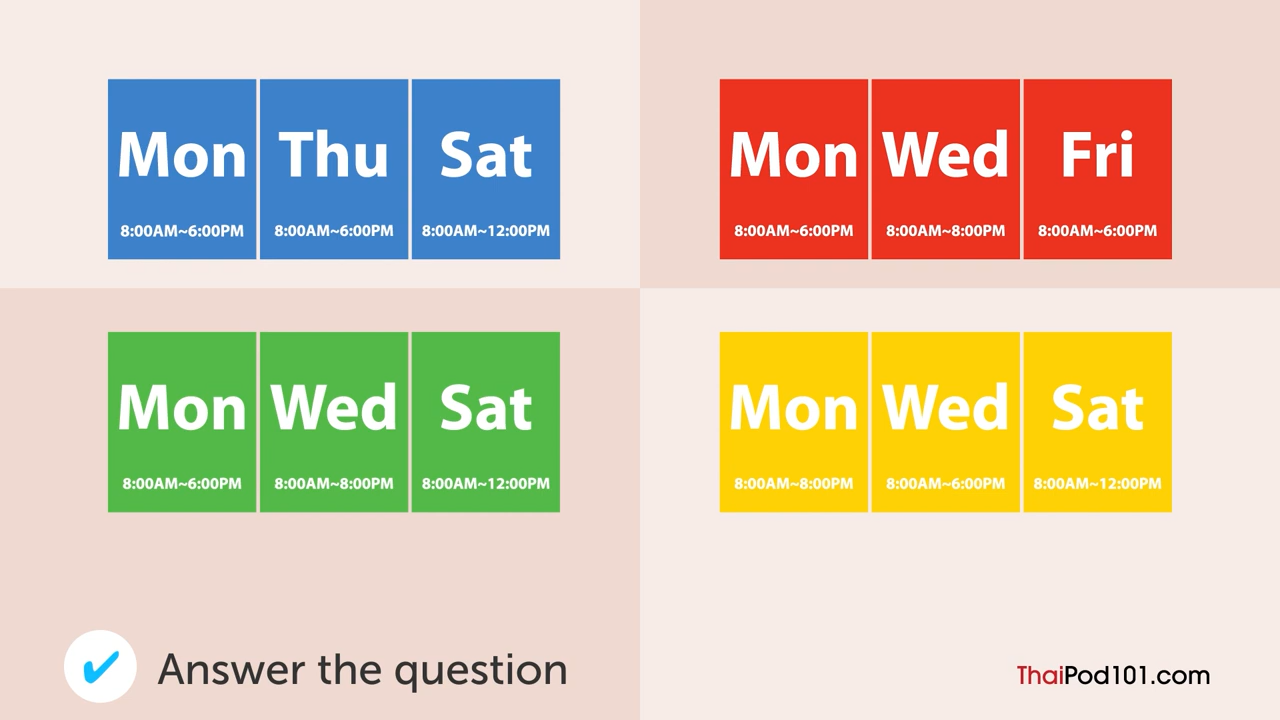 Mon Thu Sat
8:00AM~6:00PM 8:00AM~6:00PM 8:00AM~12:00PM
Mon Wed Fri
8:00AM~6:00PM 8:00AM~8:00PM 8:00AM~6:00PM
Mon Wed Sat
8:00AM~6:00PM 8:00AM~8:00PM 8:00AM~12:00PM
Mon Wed Sat
8:00AM~8:00PM 8:00AM~6:00PM 8:00AM~12:00PM
✔ Answer the question
ThaiPod101.com